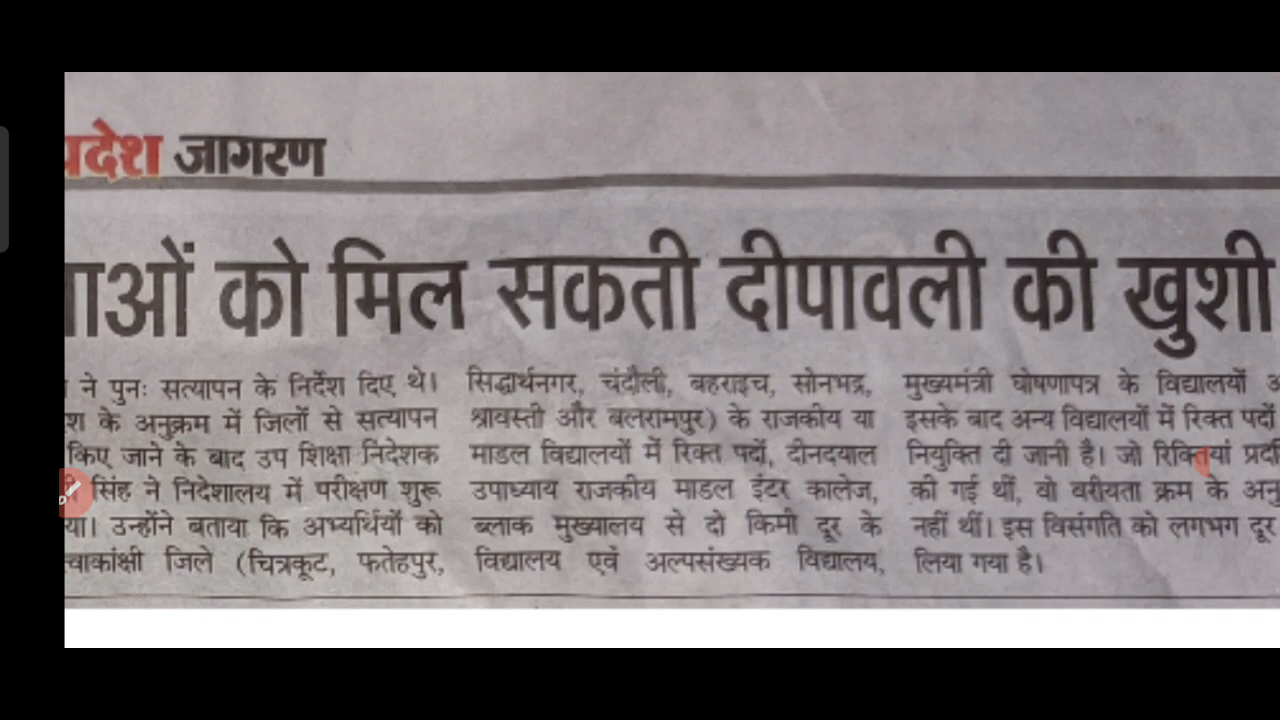 प्रदेश जागरण
ओं को मिल सकती दीपावली की खुशी
ने पुनः सत्यापन के निर्देश दिए थे।
के अनुक्रम में जिलों से सत्यापन
किए जाने के बाद उप शिक्षा निदेशक
सिंह ने निदेशालय में परीक्षण शुरू
उन्होंने बताया कि अभ्यर्थियों को
जिले (चित्रकूट, फतेहपुर,
सिद्धार्थनगर, चंदौली, बहराइच, सोनभद्र,
श्रावस्ती और बलरामपुर) के राजकीय या
माडल विद्यालयों में रिक्त पदों, दीनदयाल
उपाध्याय राजकीय माडल इंटर कालेज,
ब्लाक मुख्यालय से दो किमी दूर के
विद्यालय एवं अल्पसंख्यक विद्यालय,
मुख्यमंत्री घोषणापत्र के विद्यालयों
इसके बाद अन्य विद्यालयों में रिक्त पदों
नियुक्ति दी जानी है। जो रिक्तियां
की गई थीं, वो वरीयता क्रम के
नहीं थीं। इस विसंगति को लगभग दूर
लिया गया है।